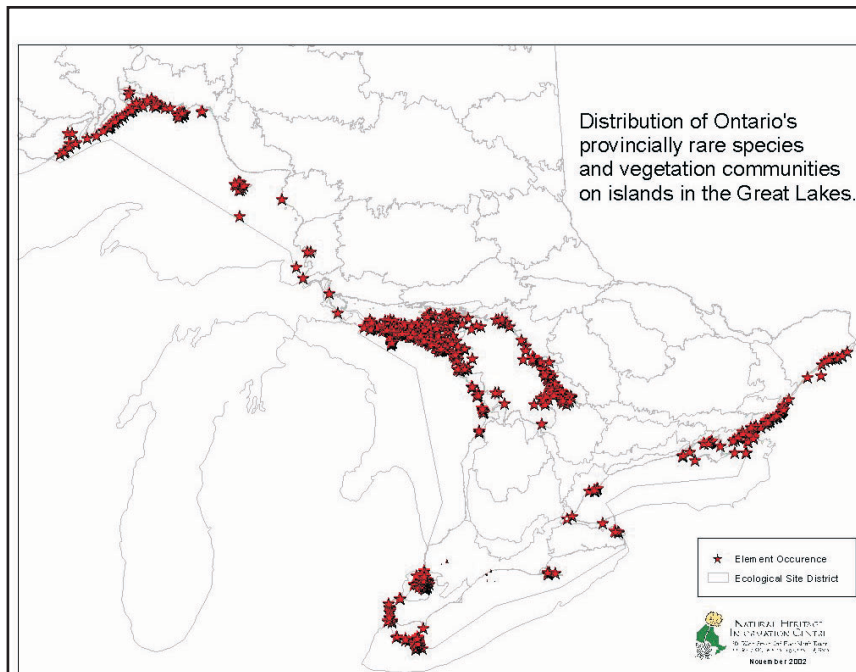 Distribution of Ontario's
provincially rare species
and vegetation communities
on islands in the Great Lakes.
Element Occurence
Ecological Site District
NATURAL HERITAGE
INFORMATION CENTRE
November 2002